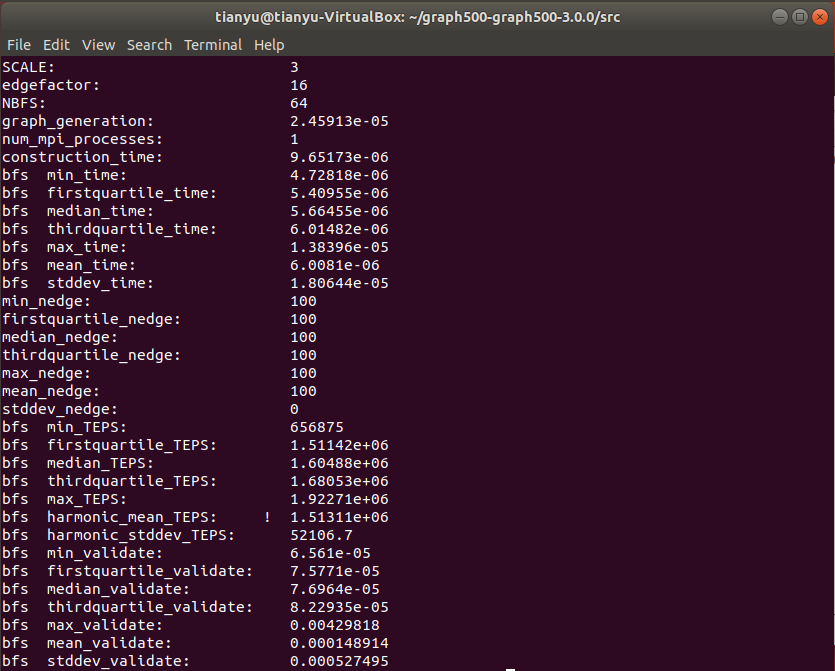 tianyu@tianyu-VirtualBox: ~/graph500-graph500-3.0.0/src
File Edit View Search Terminal Help
SCALE: 3
edgefactor: 16
NBFS: 64
graph_generation: 2.45913e-05
num_mpi_processes: 1
construction_time: 9.65173e-06
bfs  min_time: 4.72818e-06
bfs  firstquartile_time: 5.40955e-06
bfs  median_time: 5.66455e-06
bfs  thirdquartile_time: 6.01482e-06
bfs  max_time: 1.38396e-05
bfs  mean_time: 6.0081e-06
bfs  stddev_time: 1.80644e-05
min_nedge: 100
firstquartile_nedge: 100
median_nedge: 100
thirdquartile_nedge: 100
max_nedge: 100
mean_nedge: 100
stddev_nedge: 0
bfs  min_TEPS: 656875
bfs  firstquartile_TEPS: 1.51142e+06
bfs  median_TEPS: 1.60488e+06
bfs  thirdquartile_TEPS: 1.68053e+06
bfs  max_TEPS: 1.92271e+06
bfs  harmonic_mean_TEPS: ! 1.51311e+06
bfs  harmonic_stddev_TEPS: 52106.7
bfs  min_validate: 6.561e-05
bfs  firstquartile_validate: 7.5771e-05
bfs  median_validate: 7.6964e-05
bfs  thirdquartile_validate: 8.22935e-05
bfs  max_validate: 0.00429818
bfs  mean_validate: 0.000148914
bfs  stddev_validate: 0.000527495